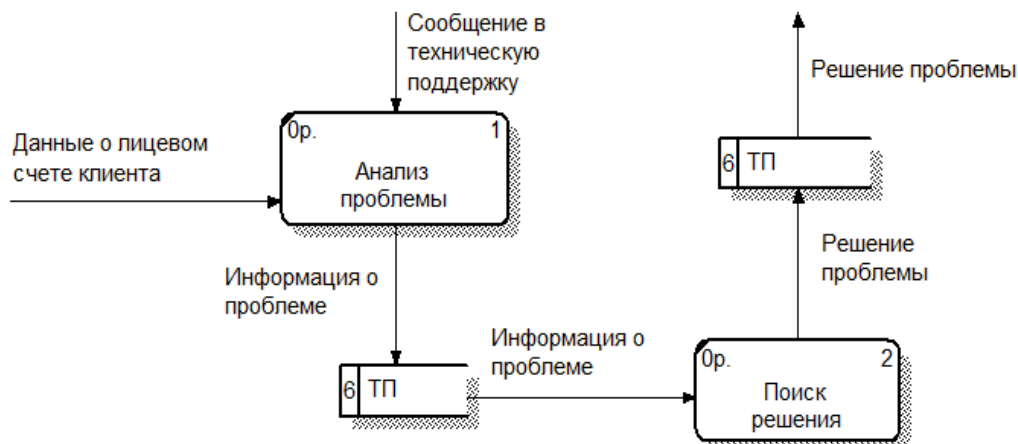 Сообщение в
техническую
поддержку
Данные о лицевом
счете клиента
0р. 1
Анализ
проблемы
Информация о
проблеме
6 ТП
Информация о
проблеме
0р. 2
Поиск
решения
Решение
проблемы
6 ТП
Решение проблемы